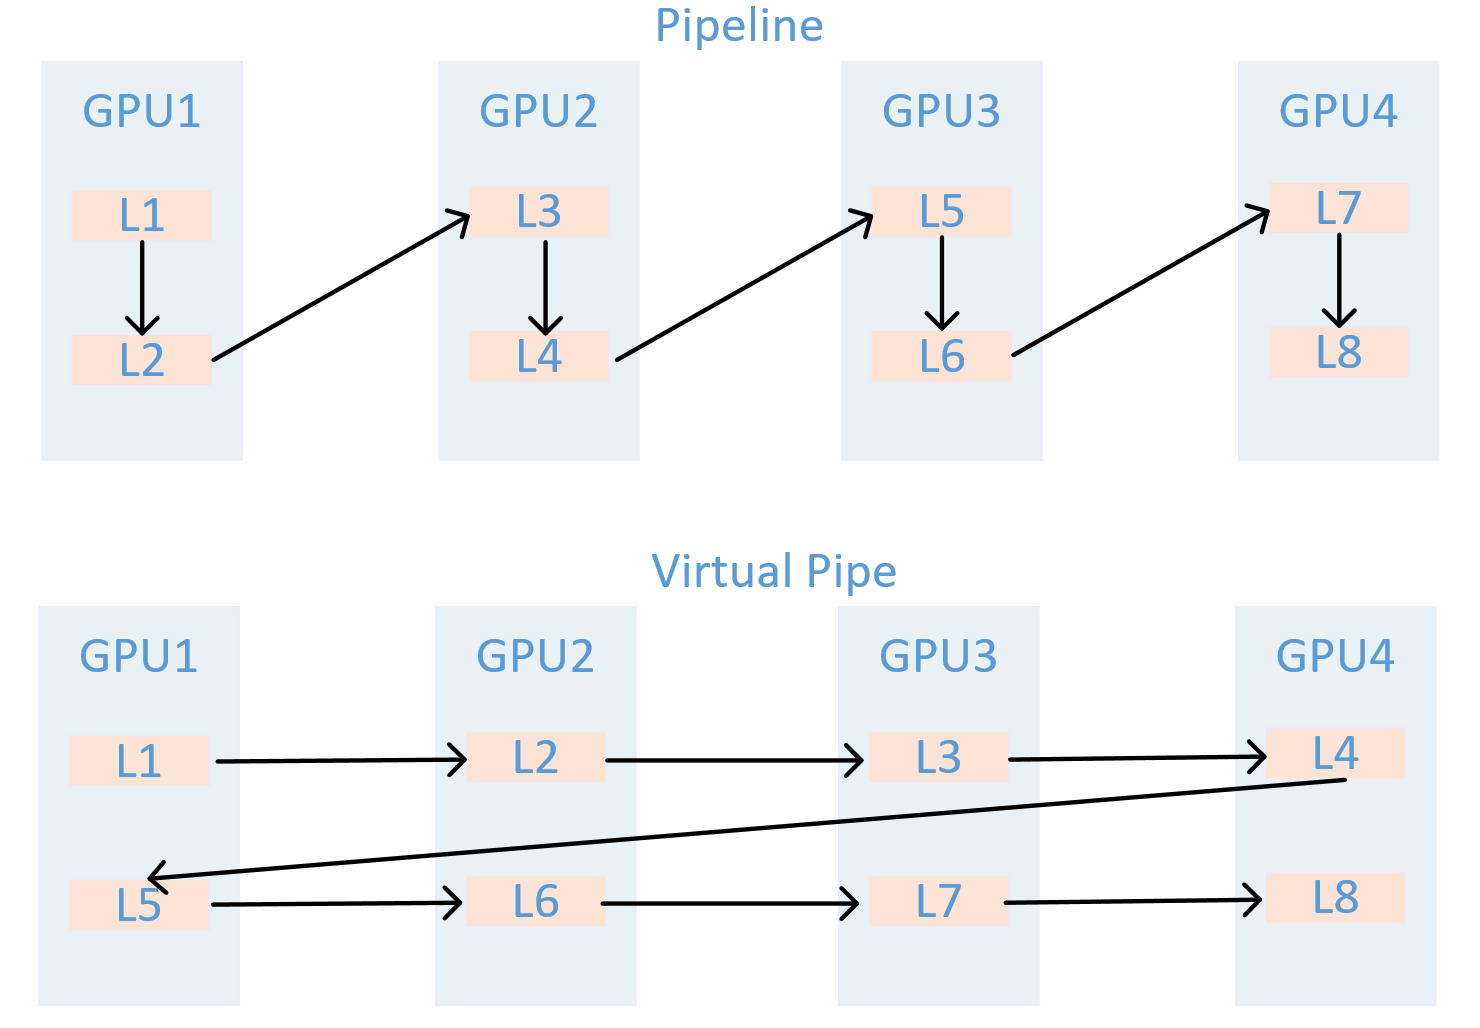 Pipeline
GPU1 GPU2 GPU3 GPU4
L1 L3 L5 L7
L2 L4 L6 L8
Virtual Pipe
GPU1 GPU2 GPU3 GPU4
L1 L2 L3 L4
L5 L6 L7 L8